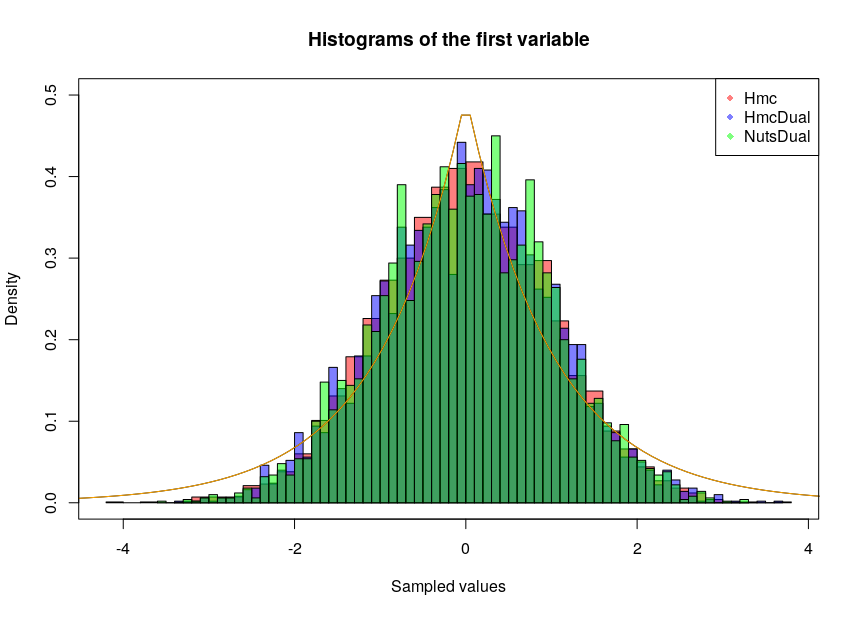 Histograms of the first variable
Hmc
HmcDual
NutsDual
Density
0.5
0.4
0.3
0.2
0.1
0.0
-4
-2
0
2
4
Sampled values